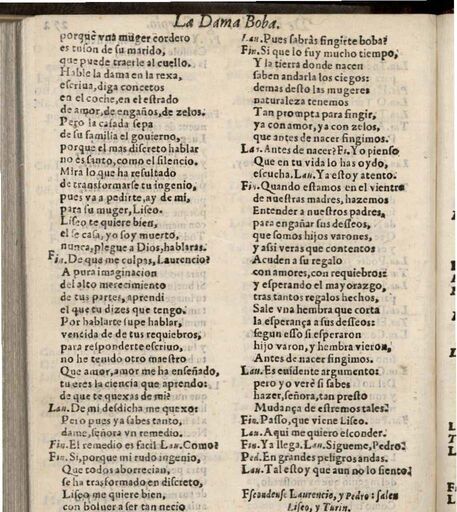 La Dama Boba.
porque vna muger cordero
es tuson de su marido,
que puede traerle al cuello.
Hable la dama en la rexa,
escriua, diga concetos
en el coche, en el estrado
de amor, de engaños, de zelos.
Pero la casada sepa
de su familia el gouierno,
porque el mas discreto hablar
no es santo, como el silencio.
Mira lo que ha resultado
de transformarse tu ingenio,
pues va a pedirte, ay de mi,
para su muger, Liseo.
Liseo te quiere bien,
el se casa, yo soy muerto,
nunca, plegue a Dios, hablaras.
Fin. De que me culpas, Laurencio?
A pura imaginacion
del alto merecimiento
de tus partes, aprendi
el que tu dizes que tengo.
Por hablarte supe hablar,
vencida de de tus requiebros,
por responderte escriuo,
no he tenido otro maestro
Que amor, amor me ha enseñado,
tu eres la ciencia que aprendo:
de que te quexas de mi?
Lau. De mi desdicha me quexo:
Pero pues ya sabes tanto,
dame, señora vn remedio.
Fin. El remedio es facil Lau. Como?
Fin. Si, porque mi rudo ingenio,
Que todos aborrecian,
se ha transformado en discreto,
Liseo me quiere bien,
con boluer a ser tan necio
Lau. Pues sabràs fingirte boba?
Fin. Si que lo fuy mucho tiempo,
Y la tierra donde nacen
saben andarla los ciegos:
demas desto las mugeres
naturaleza tenemos
Tan prompta para fingir,
ya con amor, ya con zelos,
que antes de nacer fingimos.
Lau. Antes de nacer? Fi. Yo pienso
Que en tu vida lo has oydo,
escucha. Lau. Ya esto y atento.
Fin. Quando estamos en el vientre
de nuestras madres, hazemos
Entender a nuestros padres,
para engañar sus desseos,
que somos hijos varones,
y assi veras que contentos
Acuden a su regalo
con amores, con requiebros:
y esperando el mayorazgo,
tras tantos regalos hechos,
Sale vna hembra que corta
la esperança a sus desseos:
segun esso si esperaron
hijo varon, y hembra vieron,
Antes de nacer fingimos.
Lau. Es euidente argumento:
pero yo verè si sabes
hazer, señora, tan presto
Mudança de estremos tales.
Fin. Passo, que viene Liseo.
Lau. Aqui me quiero esconder.
Fin. Ya llega. Lau. Sigueme, Pedro.
Ped. En grandes peligros andas.
Lau. Tal estoy que aun no lo siento.
Escondense Laurencio, y Pedro: salen
Liseo, y Turin.